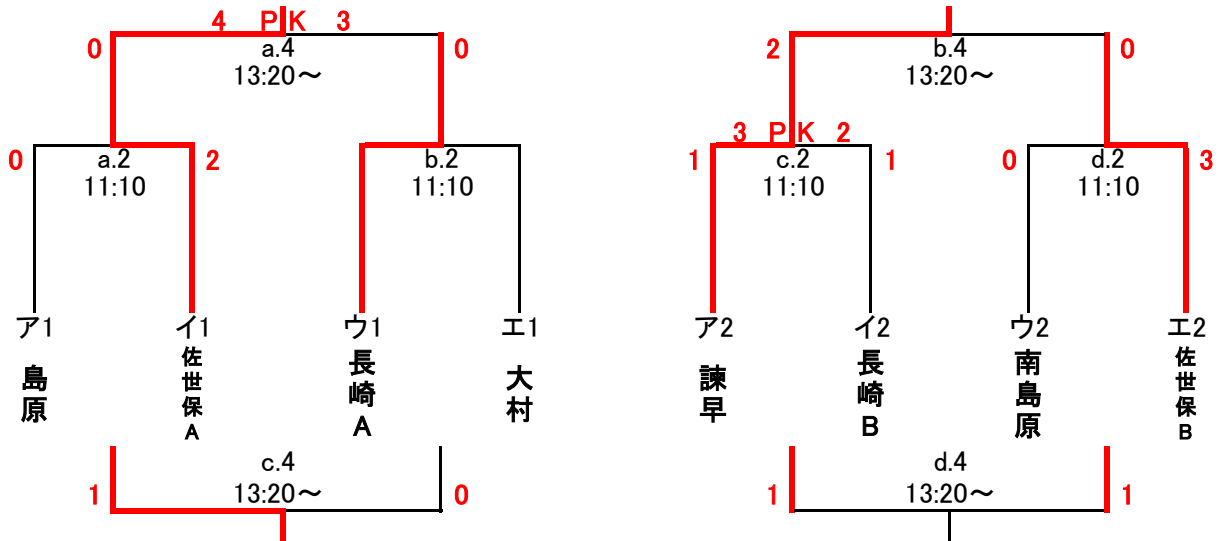 4 PK 3
0 a.4 0
13:20～
2 b.4 0
13:20～
0 a.2 2
11:10
b.2
11:10
3 PK 2
1 c.2 1
11:10
0 d.2 3
11:10
ア1 イ1 ウ1 エ1
ア2 イ2 ウ2 エ2
島原
佐世保A
長崎A
大村
諫早
長崎B
南島原
佐世保B
c.4
1 13:20～ 0
d.4
1 13:20～ 1